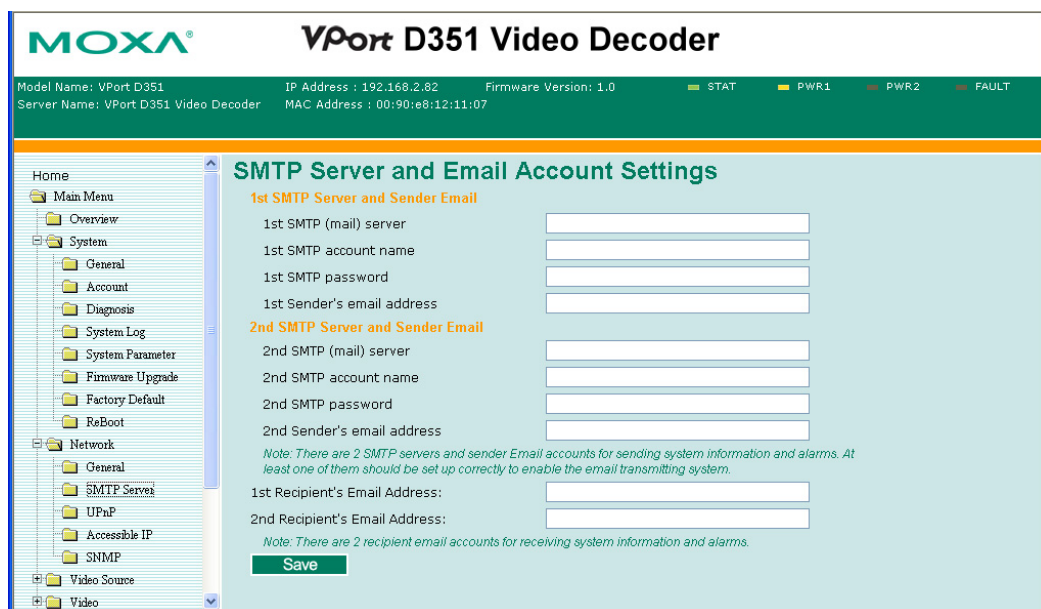 MOXA®
VPort D351 Video Decoder
Model Name: VPort D351
IP Address : 192.168.2.82
Firmware Version: 1.0
STAT
PWR1
PWR2
FAULT
Server Name: VPort D351 Video Decoder
MAC Address : 00:90:e8:12:11:07
Home
Main Menu
Overview
System
General
Account
Diagnosis
System Log
System Parameter
Firmware Upgrade
Factory Default
ReBoot
Network
General
SMTP Server
UPnP
Accessible IP
SNMP
Video Source
Video
SMTP Server and Email Account Settings
1st SMTP Server and Sender Email
1st SMTP (mail) server
1st SMTP account name
1st SMTP password
1st Sender's email address
2nd SMTP Server and Sender Email
2nd SMTP (mail) server
2nd SMTP account name
2nd SMTP password
2nd Sender's email address
Note: There are 2 SMTP servers and sender Email accounts for sending system information and alarms. At
least one of them should be set up correctly to enable the email transmitting system.
1st Recipient's Email Address:
2nd Recipient's Email Address:
Note: There are 2 recipient email accounts for receiving system information and alarms.
Save